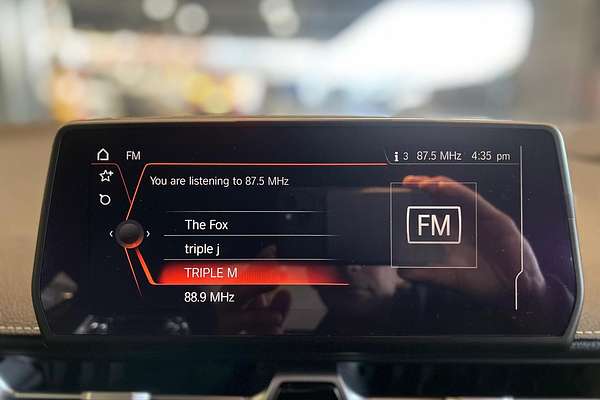 FM
i 3 87.5 MHz 4:35 pm
You are listening to 87.5 MHz
The Fox
triple j
TRIPLE M
88.9 MHz
FM